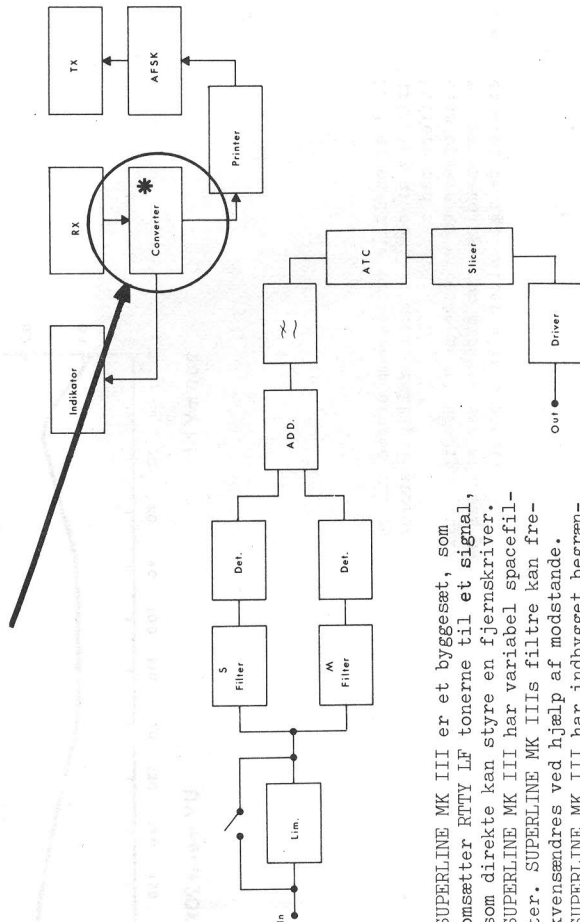 RX
TX
Indikator
Converter
*
AFSK
Printer
In
Lim.
S
Filter
M
Filter
Det.
Det.
ADD.
ATC
Slicer
Driver
Out
SUPERLINE MK III er et byggesæt, som
omsætter RTTY LF tonerne til et signal,
som direkte kan styre en fjernskriver.
SUPERLINE MK III har variabel spacefil-
ter. SUPERLINE MK IIIs filtre kan fre-
kvensændres ved hjælp af modstande.
SUPERLINE MK III har indbygget begræn-